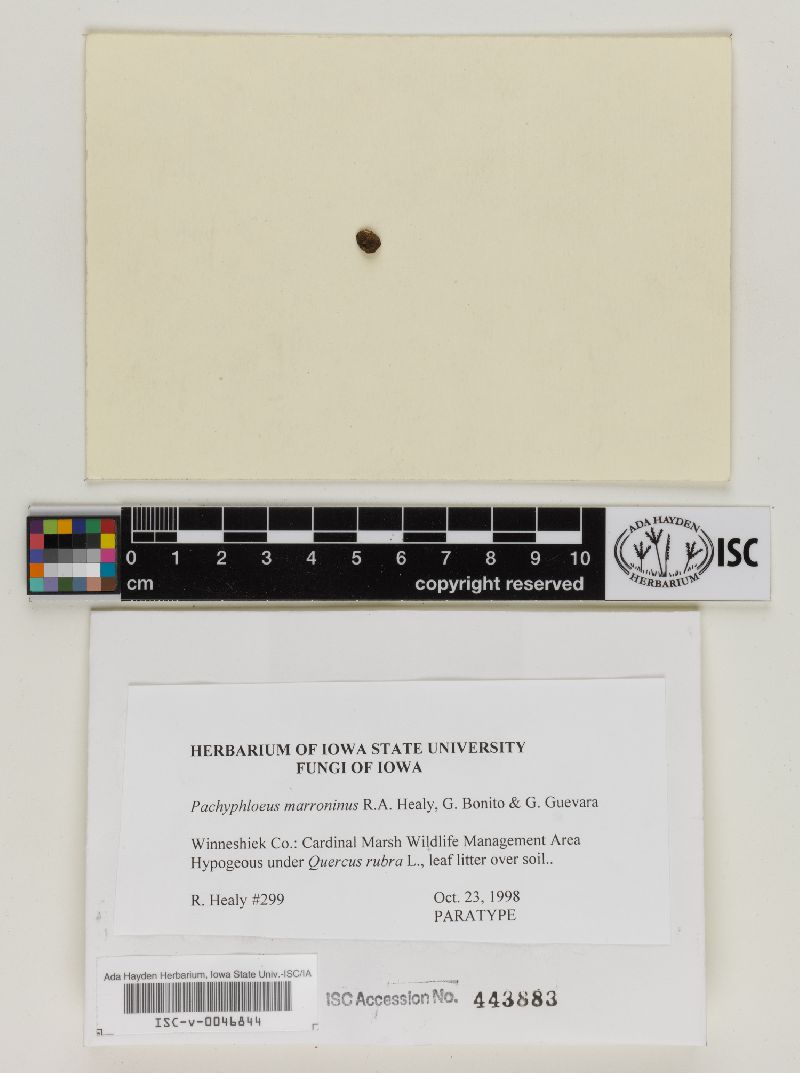 0 1 2 3 4 5 6 7 8 9 10
cm copyright reserved
ADA HAYDEN
HERBARIUM
ISC
HERBARIUM OF IOWA STATE UNIVERSITY
FUNGI OF IOWA
Pachyphloeus marroninus R.A. Healy, G. Bonito & G. Guevara
Winneshiek Co.: Cardinal Marsh Wildlife Management Area
Hypogeous under Quercus rubra L., leaf litter over soil..
R. Healy #299 Oct. 23, 1998
PARATYPE
Ada Hayden Herbarium, Iowa State Univ.-ISC/IA
ISC-v-0046844
ISC Accession No. 443883